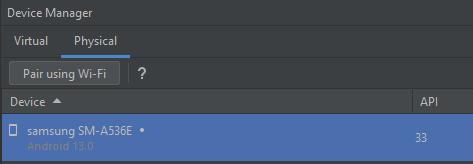 Device Manager
Virtual Physical
Pair using Wi-Fi ?
Device API
samsung SM-A536E
Android 13.0
33